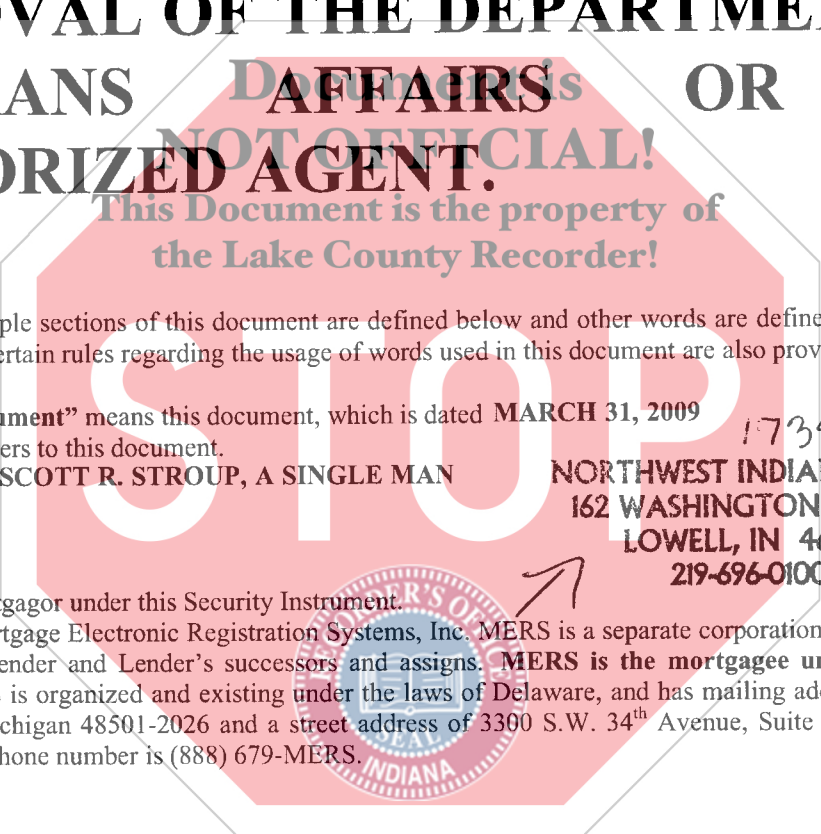 OVAL OF THE DEPARTME
ANS AFFAIRS OR
ORIZED AGENT.
Document is
NOT OFFICIAL!
This Document is the property of
the Lake County Recorder!
STOP
ple sections of this document are defined below and other words are define
ertain rules regarding the usage of words used in this document are also prov
ument” means this document, which is dated MARCH 31, 2009
ers to this document.
SCOTT R. STROUP, A SINGLE MAN
173
NORTHWEST INDIA
162 WASHINGTON
LOWELL, IN 4
219-696-0100
tgagor under this Security Instrument.
rtgage Electronic Registration Systems, Inc. MERS is a separate corporation
ender and Lender’s successors and assigns. MERS is the mortgagee u
is organized and existing under the laws of Delaware, and has mailing ad
chigan 48501-2026 and a street address of 3300 S.W. 34th Avenue, Suite
hone number is (888) 679-MERS.
RECORDER'S OFFICE
SEAL
INDIANA